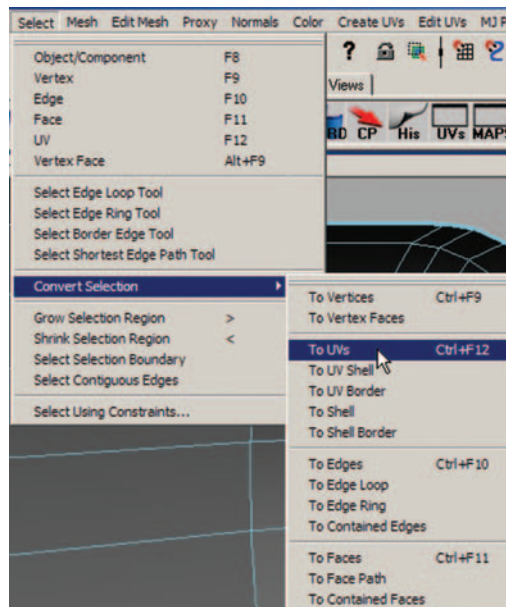 Select Mesh Edit Mesh Proxy Normals Color Create UVs Edit UVs MJ
Object/Component F8
Vertex F9
Edge F10
Face F11
UV F12
Vertex Face Alt+F9
Select Edge Loop Tool
Select Edge Ring Tool
Select Border Edge Tool
Select Shortest Edge Path Tool
Convert Selection
Grow Selection Region >
Shrink Selection Region <
Select Selection Boundary
Select Contiguous Edges
Select Using Constraints...
?
Views
CP His UVs MAPS
To Vertices Ctrl+F9
To Vertex Faces
To UVs Ctrl+F12
To UV Shell
To UV Border
To Shell
To Shell Border
To Edges Ctrl+F10
To Edge Loop
To Edge Ring
To Contained Edges
To Faces Ctrl+F11
To Face Path
To Contained Faces